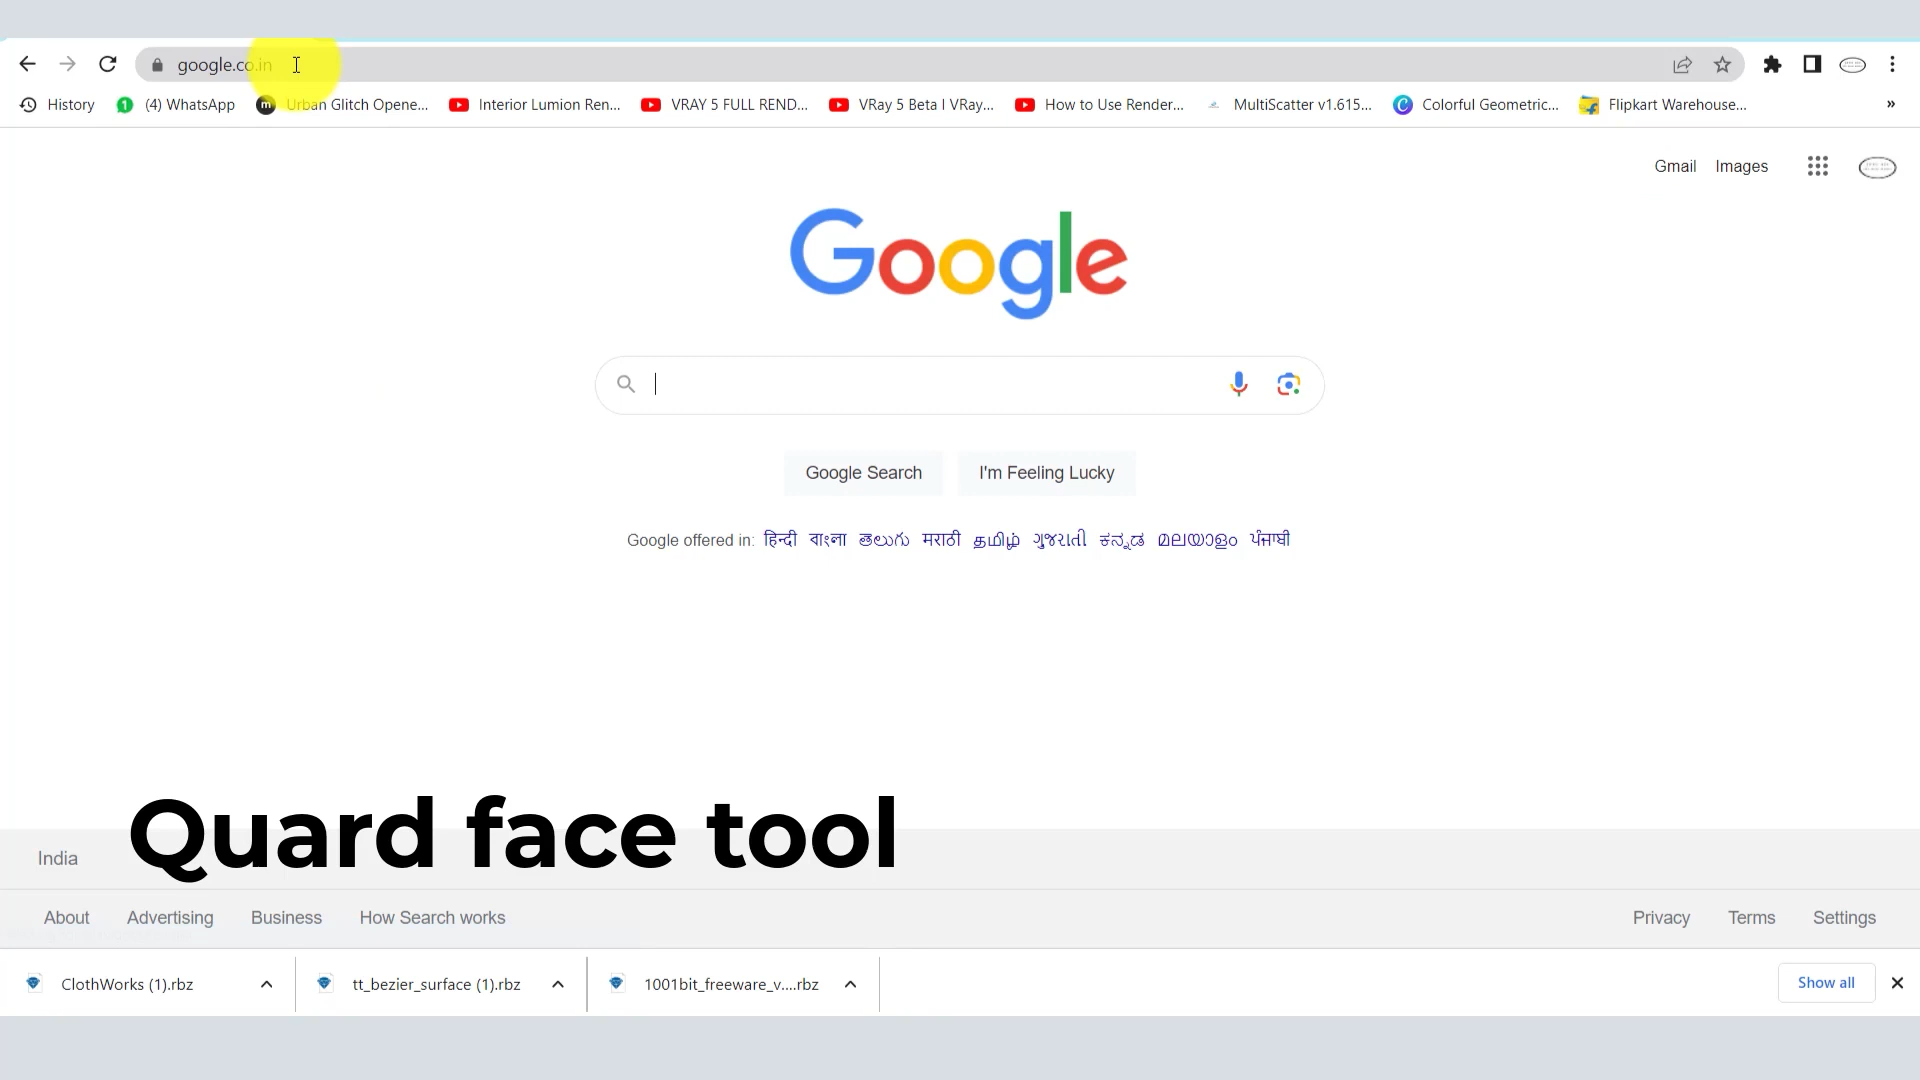 google.co.in
History (4) WhatsApp Urban Glitch Opene... Interior Lumion Ren... VRAY 5 FULL REND... VRay 5 Beta I VRay... How to Use Render... MultiScatter v1.615... Colorful Geometric... Flipkart Warehouse... »
Gmail Images
Google
Google Search I'm Feeling Lucky
Google offered in: हिन्दी বাংলা తెలుగు मराठी தமிழ் ગુજરાતી ಕನ್ನಡ മലയാളം ਪੰਜਾਬੀ
Quard face tool
India
About Advertising Business How Search works Privacy Terms Settings
ClothWorks (1).rbz tt_bezier_surface (1).rbz 1001bit_freeware_v....rbz Show all